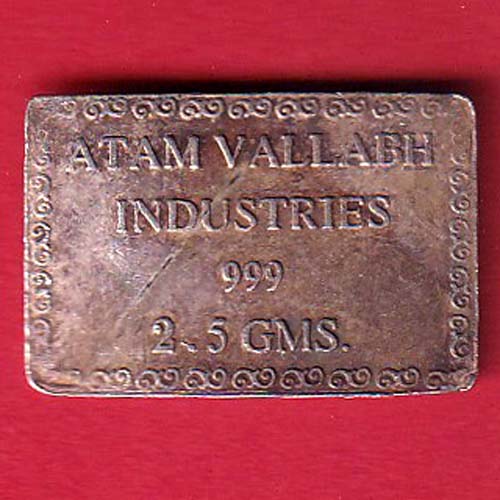 ATAM VALLABH
INDUSTRIES
999
2.5 GMS.